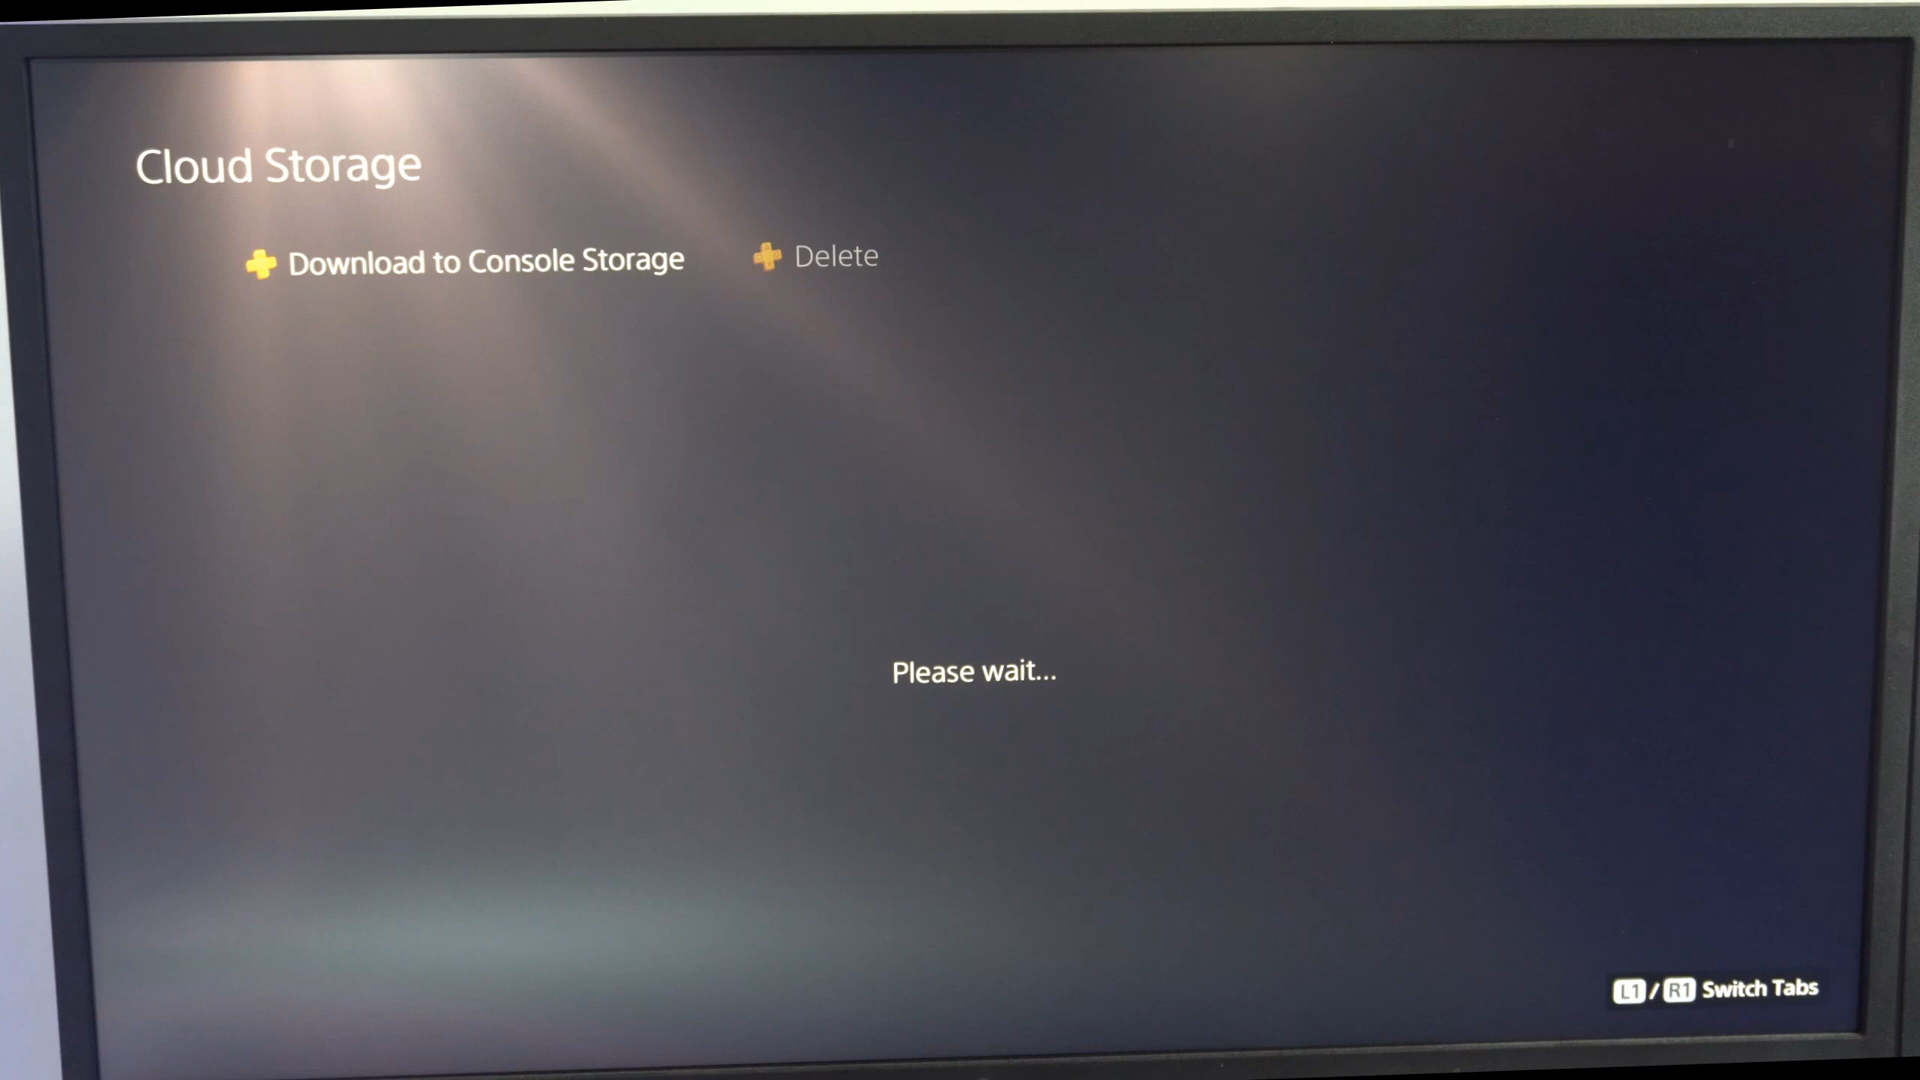 Cloud Storage
Download to Console Storage
Delete
Please wait...
L1 / R1 Switch Tabs